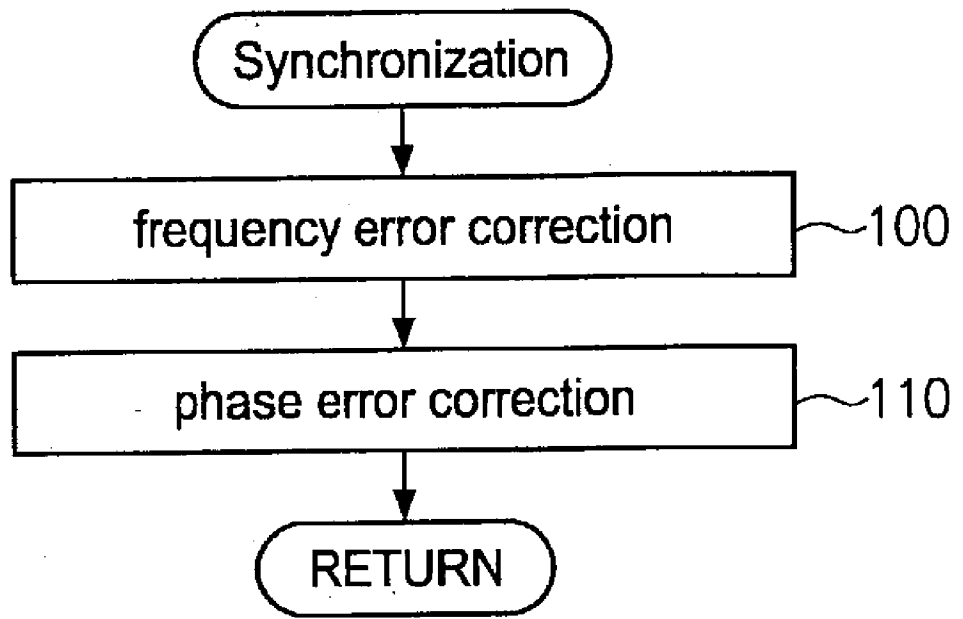 Synchronization
frequency error correction
100
phase error correction
110
RETURN